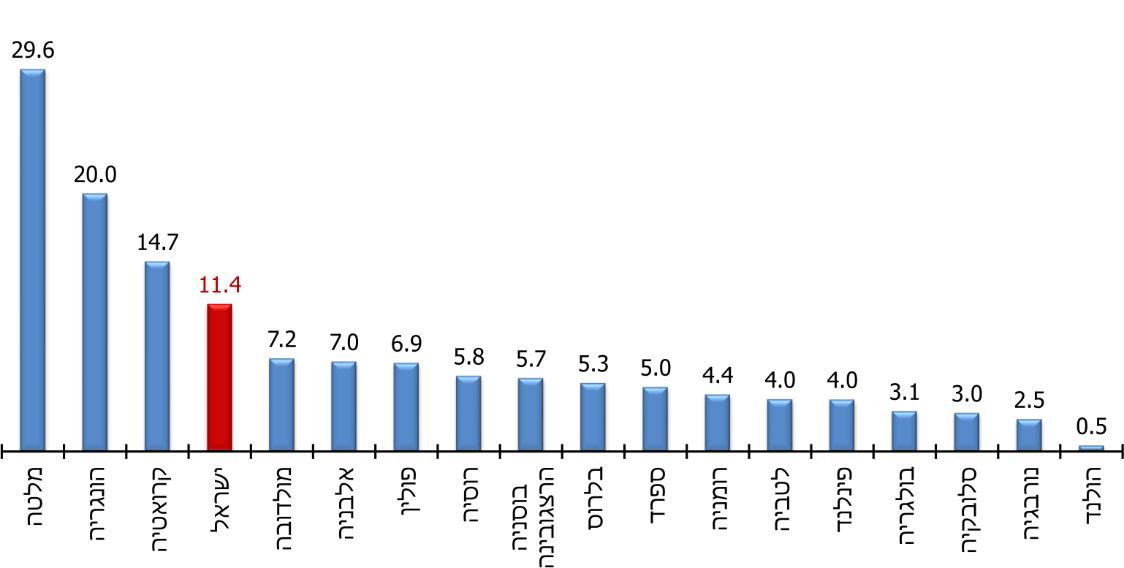 29.6
20.0
14.7
11.4
7.2
7.0
6.9
5.8
5.7
5.3
5.0
4.4
4.0
4.0
3.1
3.0
2.5
0.5
מלטה
הונגריה
קרואטיה
ישראל
מולדובה
אלבניה
פולין
רוסיה
בוסניה
והרצגובינה
בלרוס
ספרד
רומניה
לטביה
פינלנד
בולגריה
סלובקיה
נורבגיה
הולנד